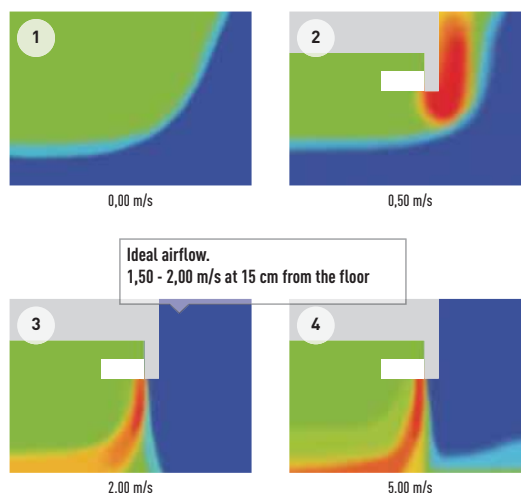 1
2
0,00 m/s
0,50 m/s
Ideal airflow.
1,50 - 2,00 m/s at 15 cm from the floor
3
4
2.00 m/s
5.00 m/s